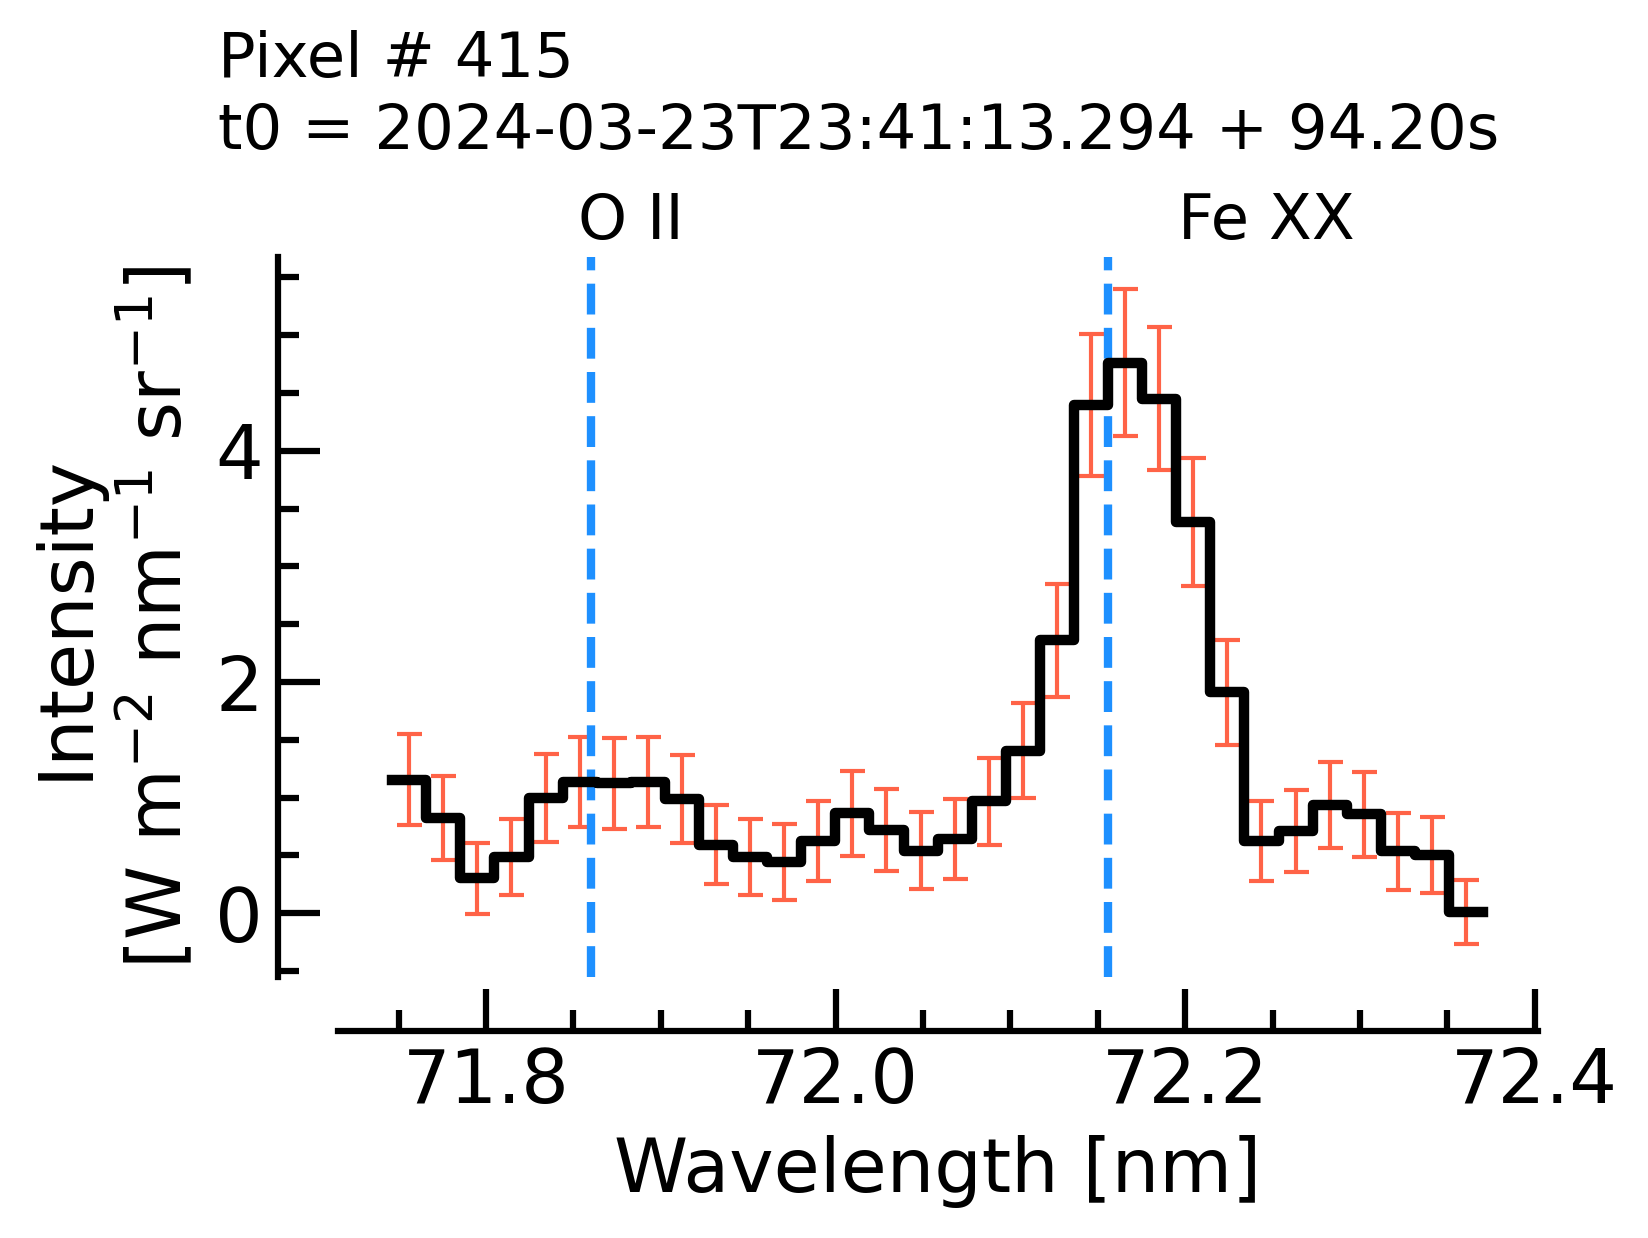 Pixel # 415
t0 = 2024-03-23T23:41:13.294 + 94.20s
O II
Fe XX
Intensity
[W m⁻² nm⁻¹ sr⁻¹]
4
2
0
71.8 72.0 72.2 72.4
Wavelength [nm]